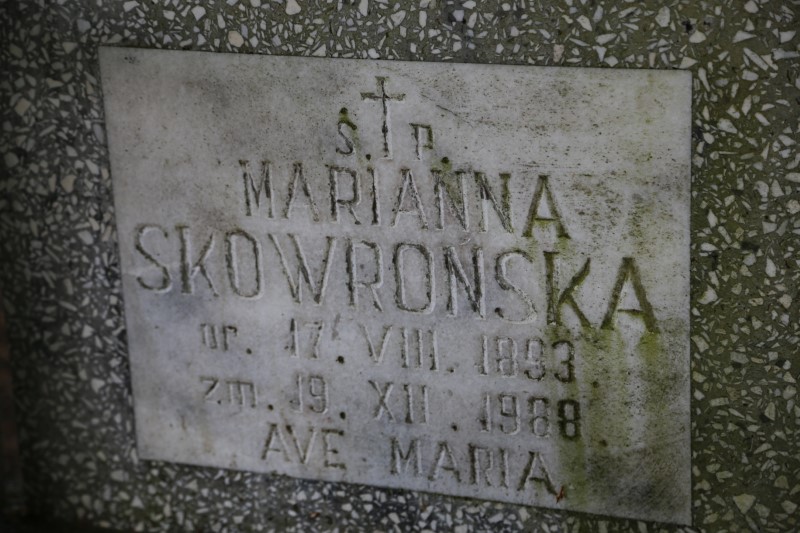 ś. p.
MARIANNA
SKOWROŃSKA
ur. 17. VIII. 1893
zm. 19. XII. 1988
AVE MARIA